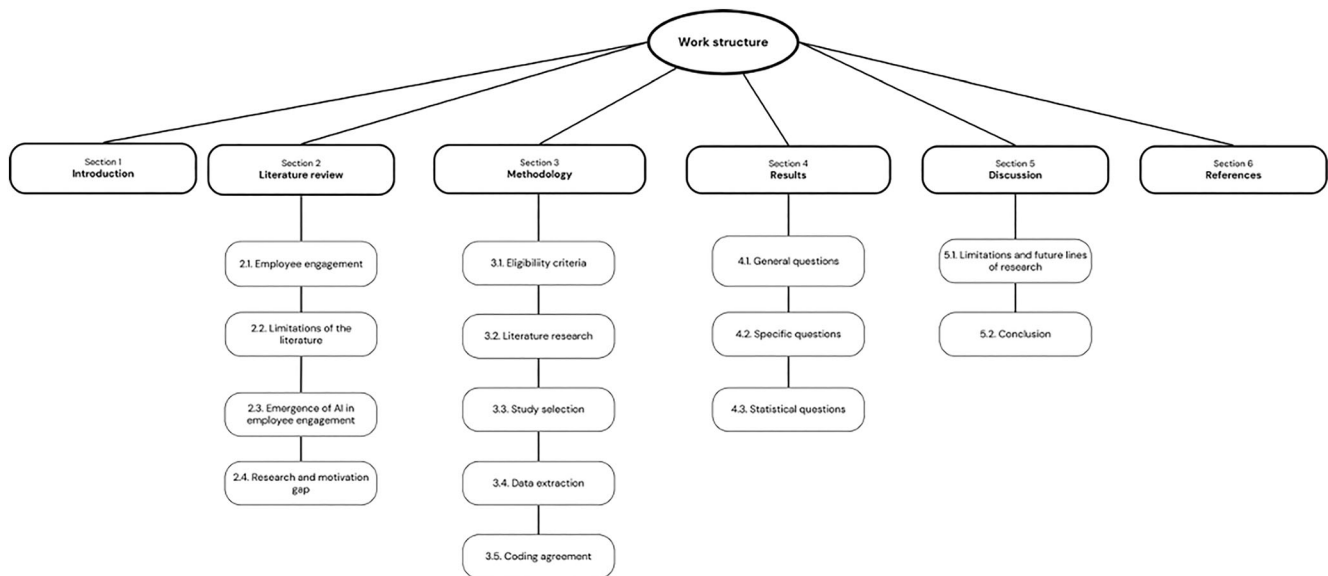 Work structure
Section 1
Introduction
Section 2
Literature review
Section 3
Methodology
Section 4
Results
Section 5
Discussion
Section 6
References
2.1. Employee engagement
2.2. Limitations of the
literature
2.3. Emergence of AI in
employee engagement
2.4. Research and motivation
gap
3.1. Eligibiliity criteria
3.2. Literature research
3.3. Study selection
3.4. Data extraction
3.5. Coding agreement
4.1. General questions
4.2. Specific questions
4.3. Statistical questions
5.1. Limitations and future lines
of research
5.2. Conclusion